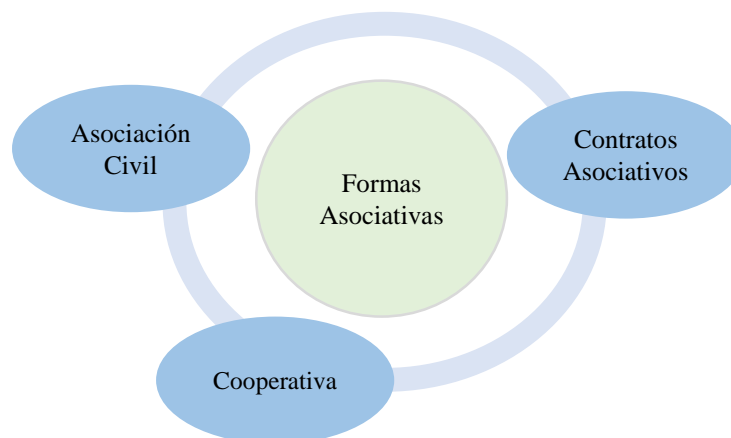 Asociación
Civil
Contratos
Asociativos
Formas
Asociativas
Cooperativa